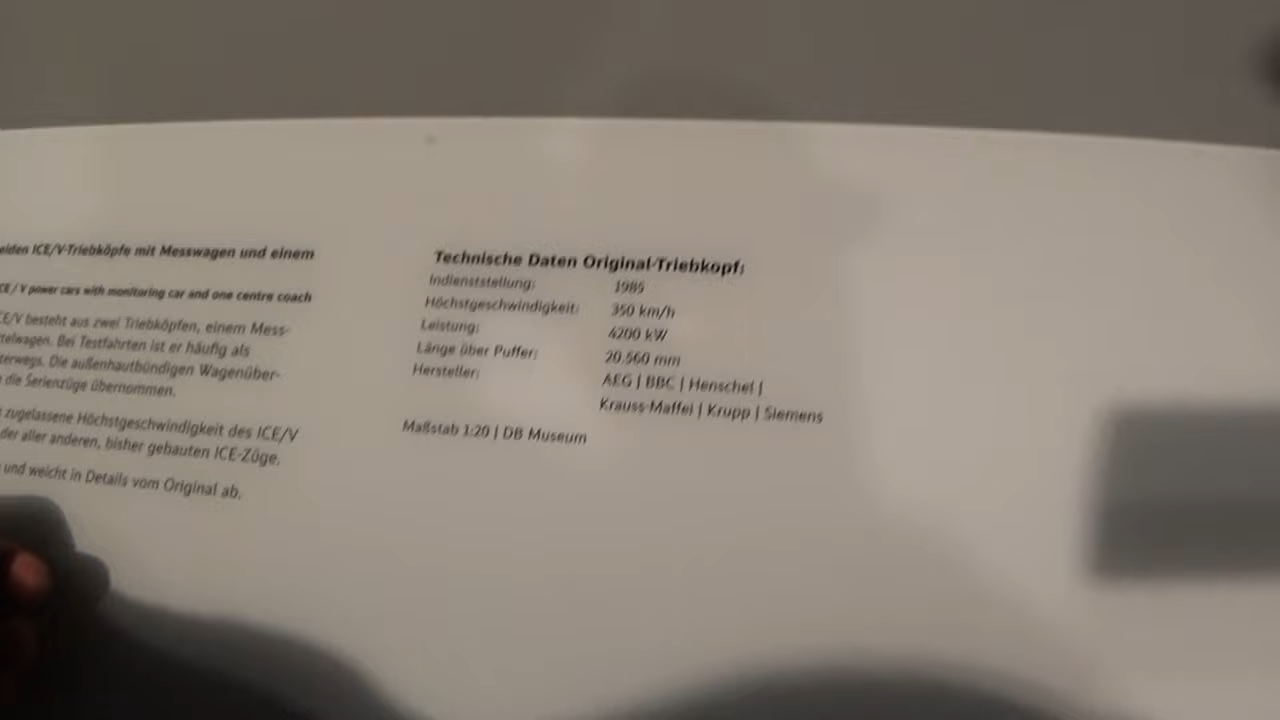 eiden ICE/V-Triebköpfe mit Messwagen und einem
CE / V power cars with monitoring car and one centre coach
CE/V besteht aus zwei Triebköpfen, einem Mess-
ttelwagen. Bei Testfahrten ist er häufig als
terwegs. Die außenhautbündigen Wagenüber-
die Serienzüge übernommen.
zugelassene Höchstgeschwindigkeit des ICE/V
der aller anderen, bisher gebauten ICE-Züge.
und weicht in Details vom Original ab.
Technische Daten Original-Triebkopf:
Indienststellung: 1985
Höchstgeschwindigkeit: 350 km/h
Leistung: 4200 kW
Länge über Puffer: 20.560 mm
Hersteller: AEG | BBC | Henschel |
Krauss-Maffei | Krupp | Siemens
Maßstab 1:20 | DB Museum